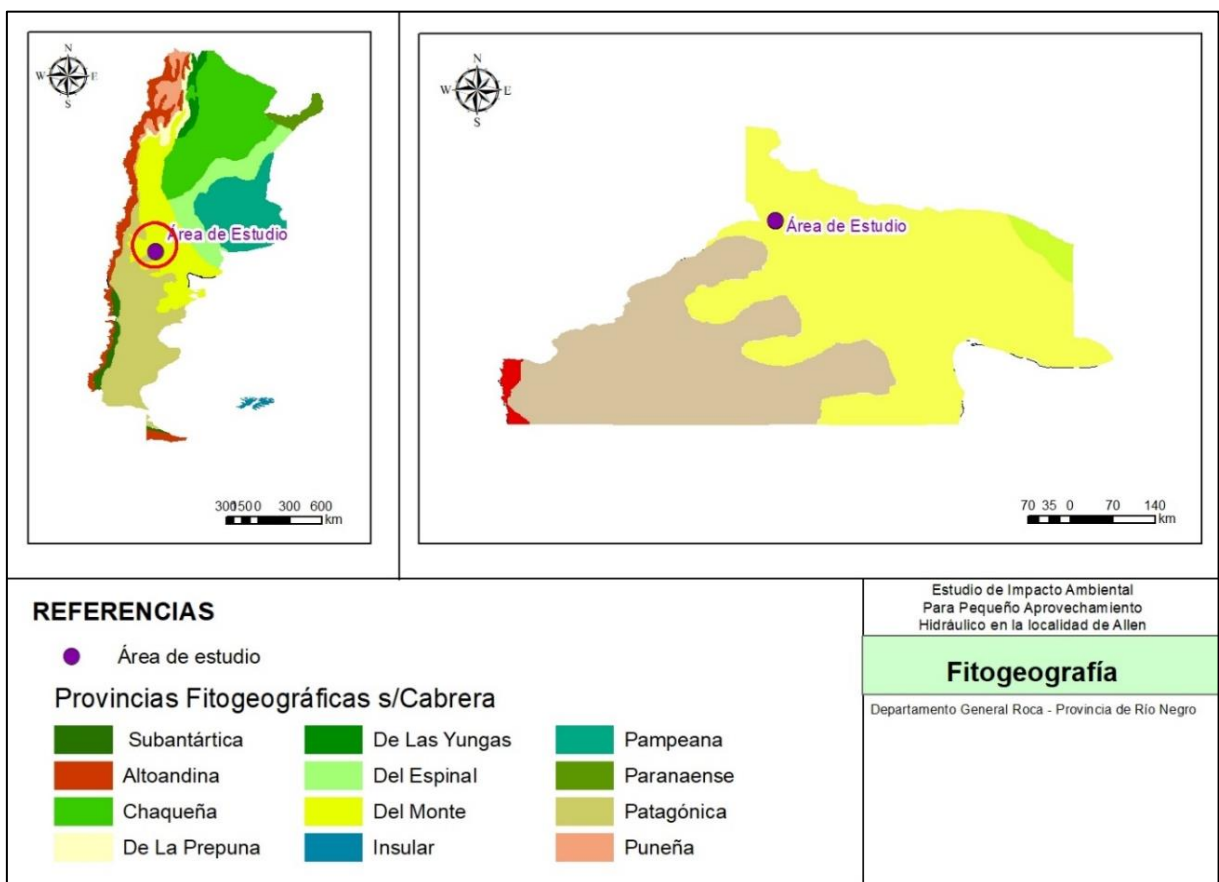 N
W E
S
Área de Estudio
300 150 0 300 600
km
N
W E
S
Área de Estudio
70 35 0 70 140
km
REFERENCIAS
Área de estudio
Provincias Fitogeográficas s/Cabrera
Subantártica
Altoandina
Chaqueña
De La Prepuna
De Las Yungas
Del Espinal
Del Monte
Insular
Pampeana
Paranaense
Patagónica
Puneña
Estudio de Impacto Ambiental
Para Pequeño Aprovechamiento
Hidráulico en la localidad de Allen
Fitogeografía
Departamento General Roca - Provincia de Río Negro